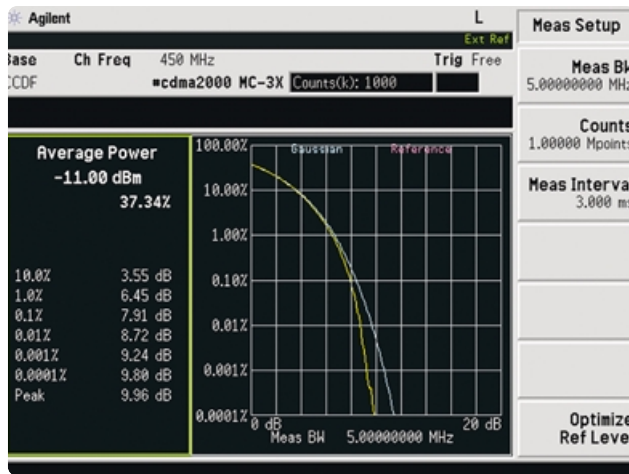 Agilent L
Ext Ref
Base Ch Freq 450 MHz Trig Free
CCDF ■cdma2000 MC-3X Counts(k): 1000
Average Power
-11.00 dBm
37.34%
10.0% 3.55 dB
1.0% 6.45 dB
0.1% 7.91 dB
0.01% 8.72 dB
0.001% 9.24 dB
0.0001% 9.80 dB
Peak 9.96 dB
Gaussian Reference
100.00%
10.00%
1.00%
0.10%
0.01%
0.001%
0.0001%
0 dB 20 dB
Meas BW 5.00000000 MHz
Meas Setup
Meas BW
5.00000000 MHz
Counts
1.00000 Mpoints
Meas Interval
3.000 ms
Optimize
Ref Level